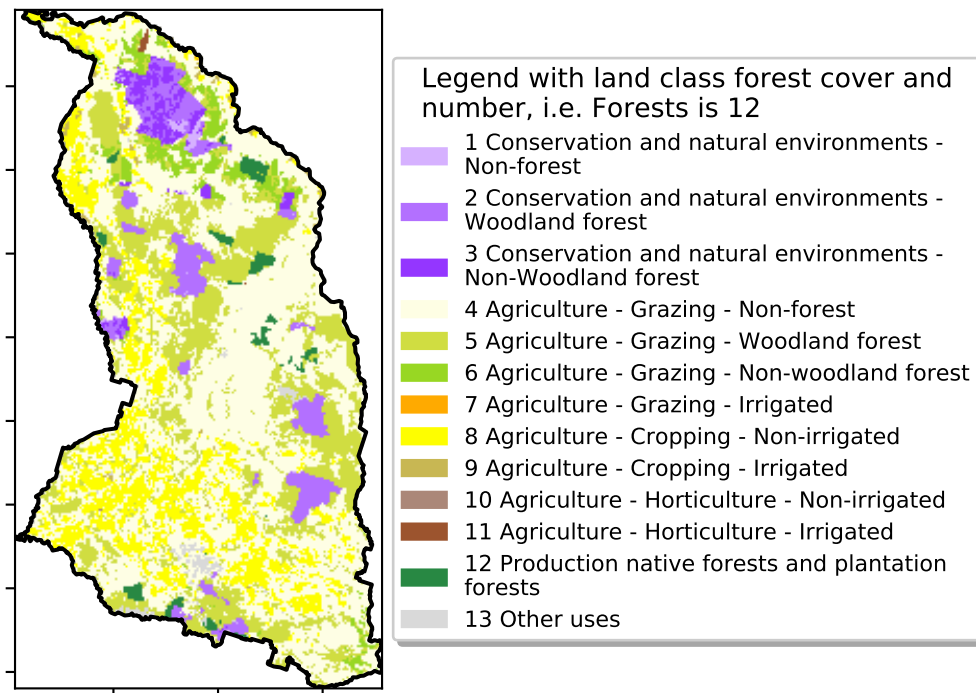 Legend with land class forest cover and
number, i.e. Forests is 12
1 Conservation and natural environments -
Non-forest
2 Conservation and natural environments -
Woodland forest
3 Conservation and natural environments -
Non-Woodland forest
4 Agriculture - Grazing - Non-forest
5 Agriculture - Grazing - Woodland forest
6 Agriculture - Grazing - Non-woodland forest
7 Agriculture - Grazing - Irrigated
8 Agriculture - Cropping - Non-irrigated
9 Agriculture - Cropping - Irrigated
10 Agriculture - Horticulture - Non-irrigated
11 Agriculture - Horticulture - Irrigated
12 Production native forests and plantation
forests
13 Other uses